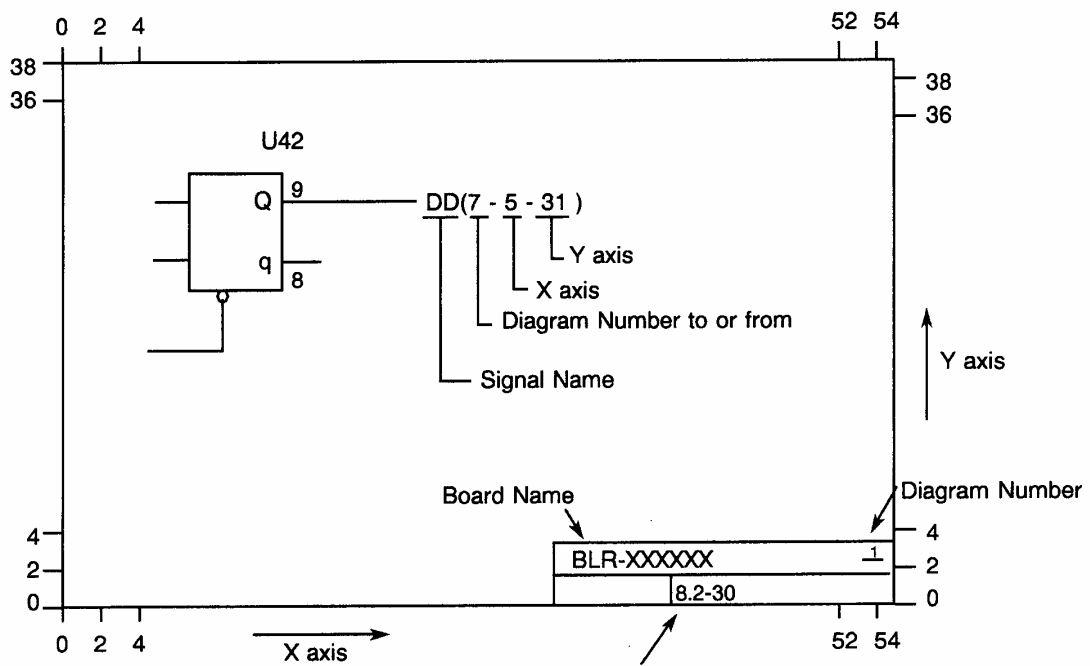 0 2 4 52 54
38 38
36 36
U42
Q 9 DD(7 - 5 - 31)
q
8
Y axis
X axis
Diagram Number to or from
Signal Name
Y axis
Board Name Diagram Number
4 4
BLR-XXXXXX 1
2 2
8.2-30
0 0
0 2 4 52 54
X axis